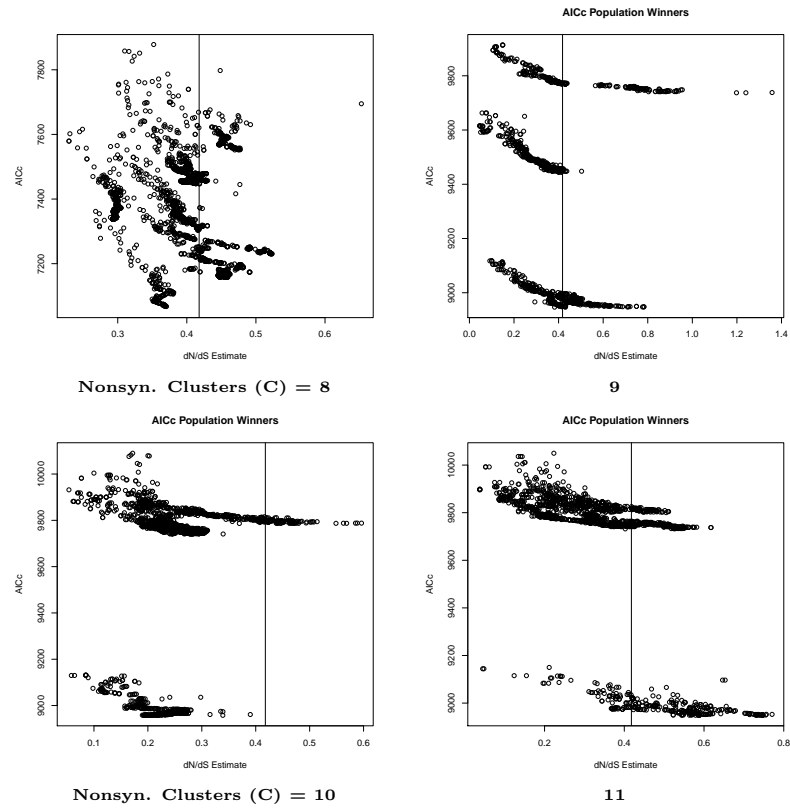 AICc Population Winners
AICc
7200 7400 7600 7800
0.3 0.4 0.5 0.6
dN/dS Estimate
Nonsyn. Clusters (C) = 8
AICc
9000 9200 9400 9600 9800
0.0 0.2 0.4 0.6 0.8 1.0 1.2 1.4
dN/dS Estimate
9
AICc Population Winners
AICc
9000 9200 9400 9600 9800 10000
0.1 0.2 0.3 0.4 0.5 0.6
dN/dS Estimate
Nonsyn. Clusters (C) = 10
AICc Population Winners
AICc
9000 9200 9400 9600 9800 10000
0.2 0.4 0.6 0.8
dN/dS Estimate
11